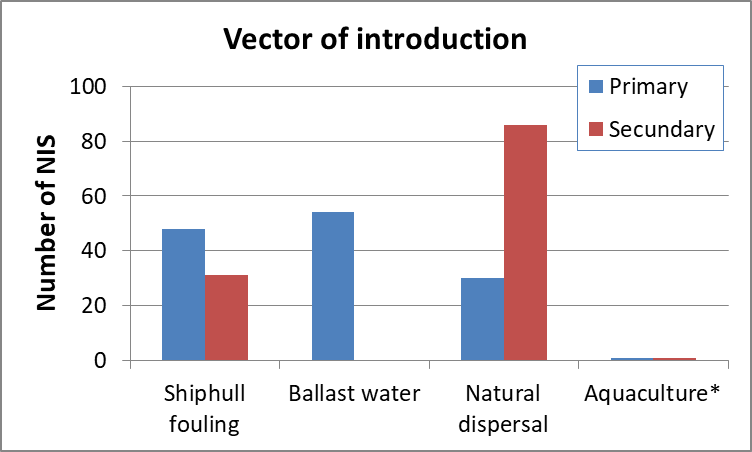 Vector of introduction
Primary
Secundary
Number of NIS
100
80
60
40
20
0
Shiphull
fouling
Ballast water
Natural
dispersal
Aquaculture*